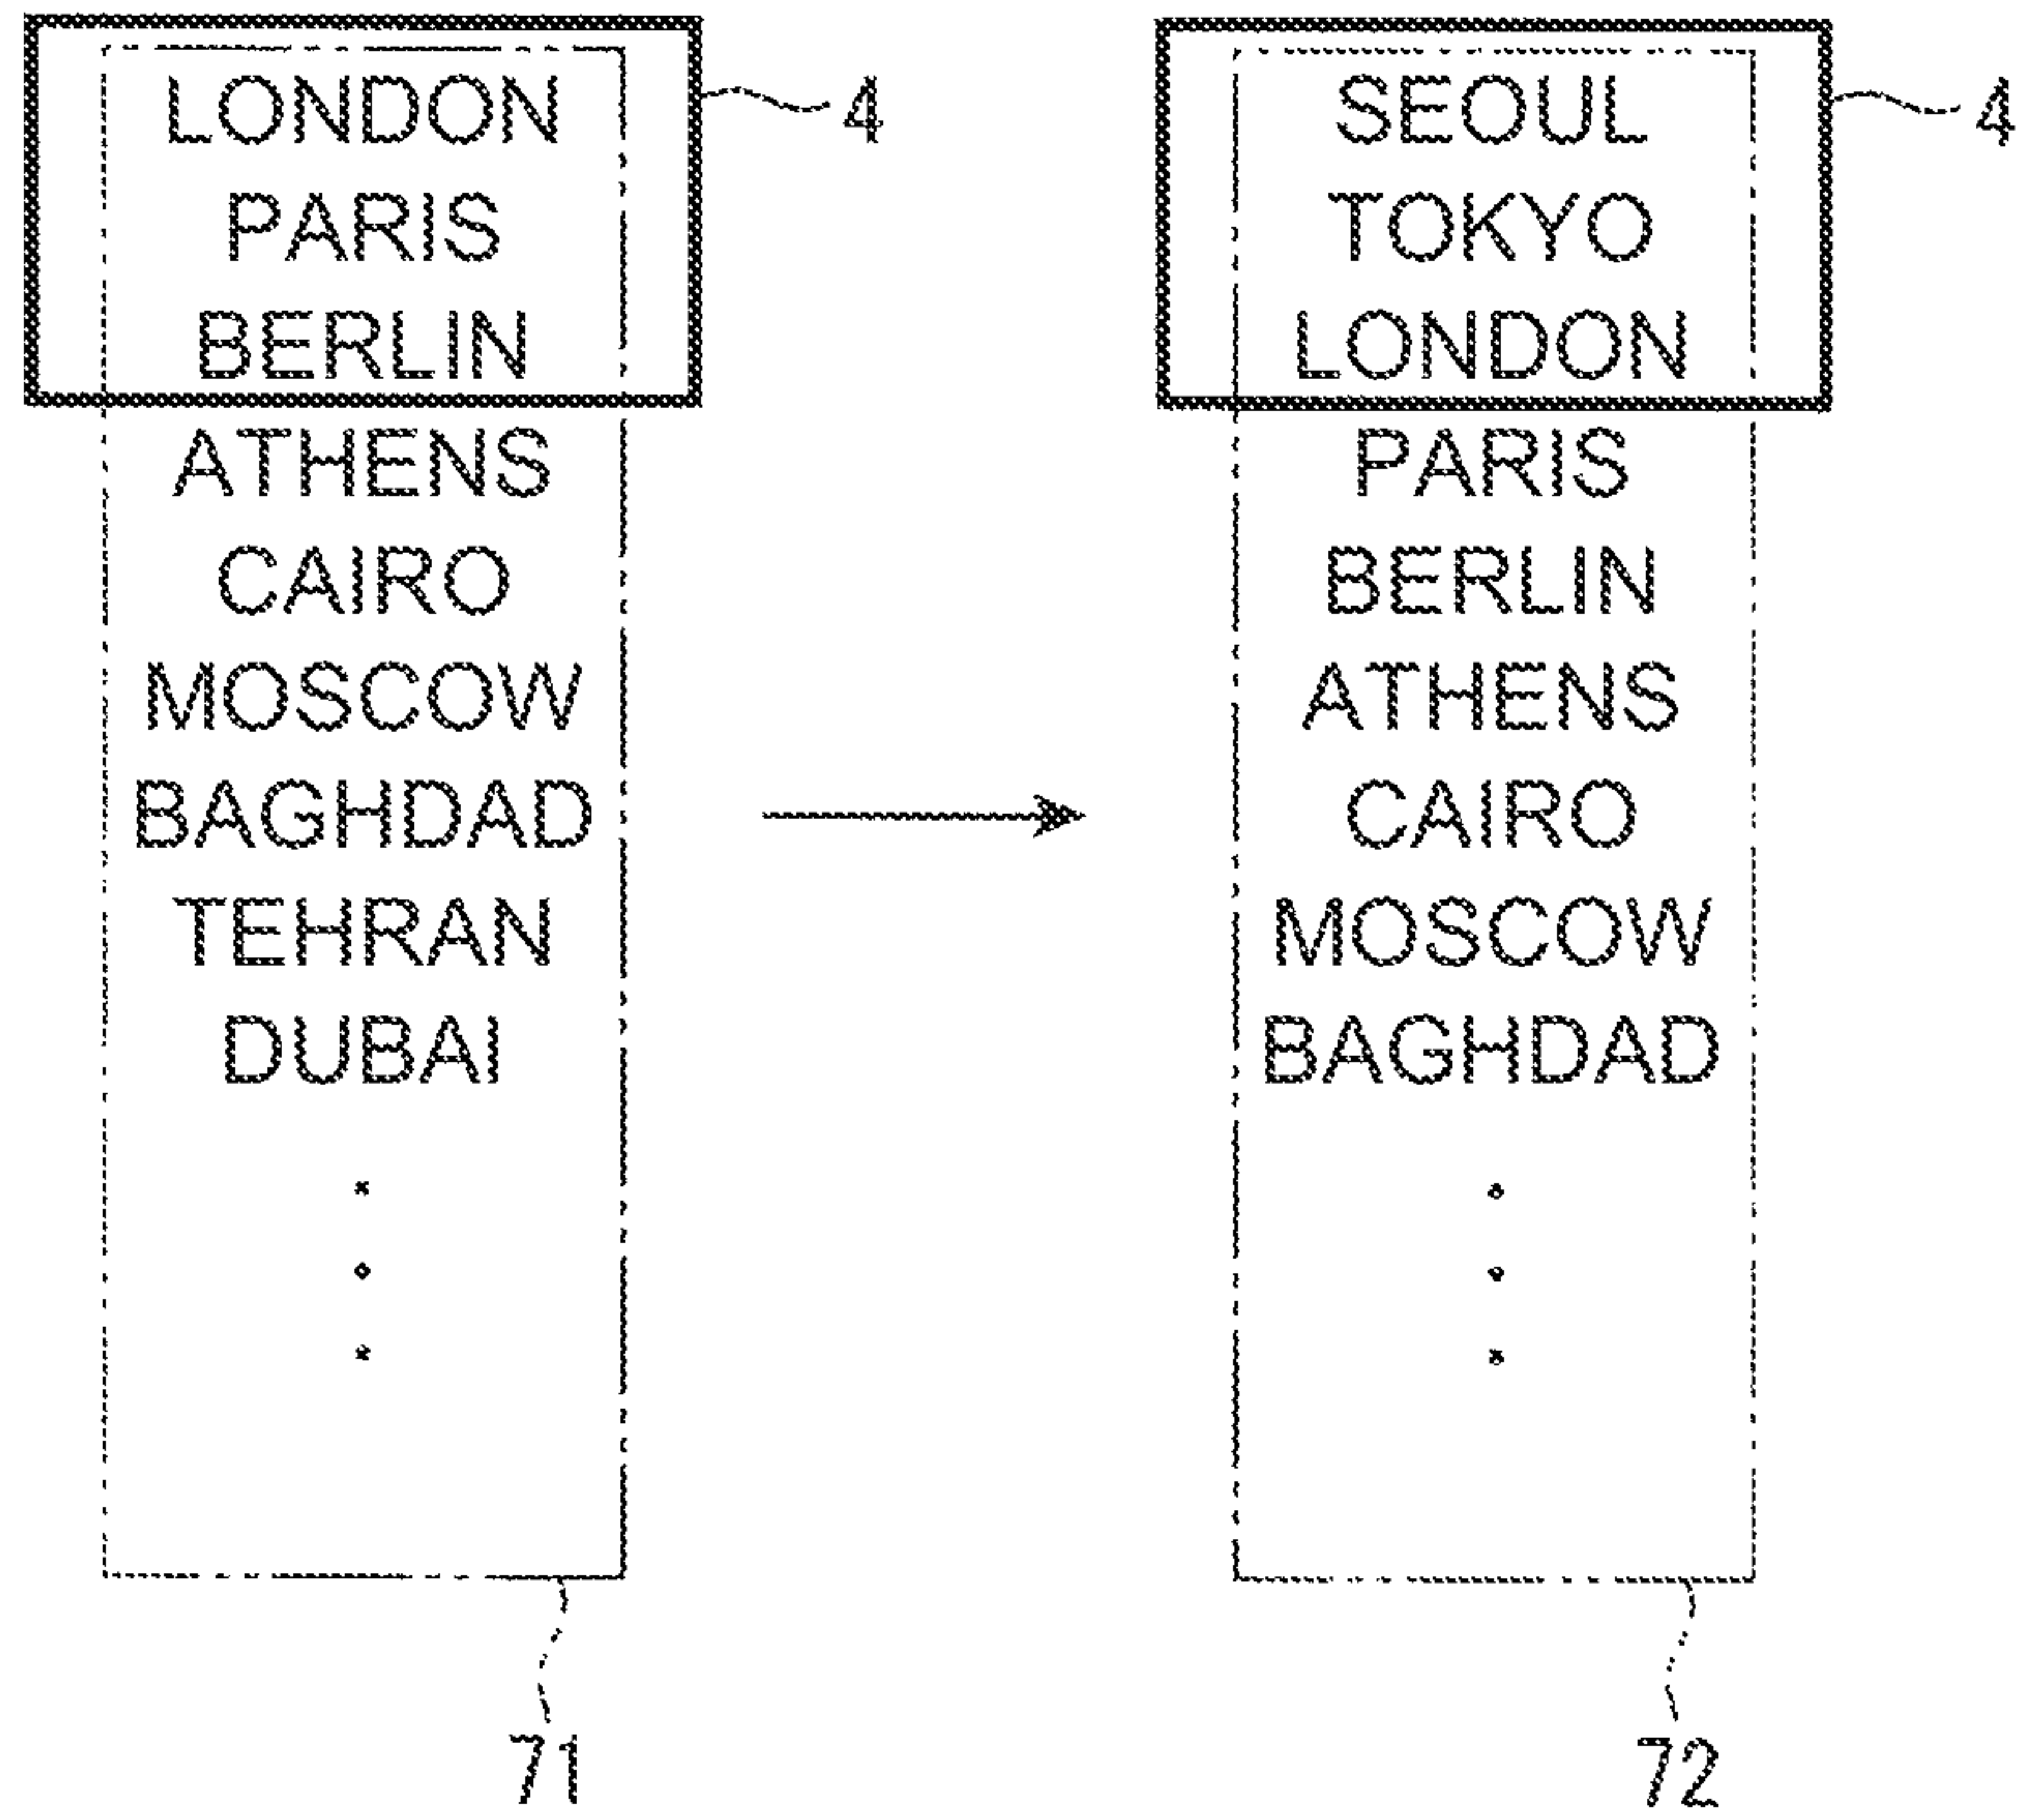 LONDON
PARIS
BERLIN
ATHENS
CAIRO
MOSCOW
BAGHDAD
TEHRAN
DUBAI
4
71
SEOUL
TOKYO
LONDON
PARIS
BERLIN
ATHENS
CAIRO
MOSCOW
BAGHDAD
4
72